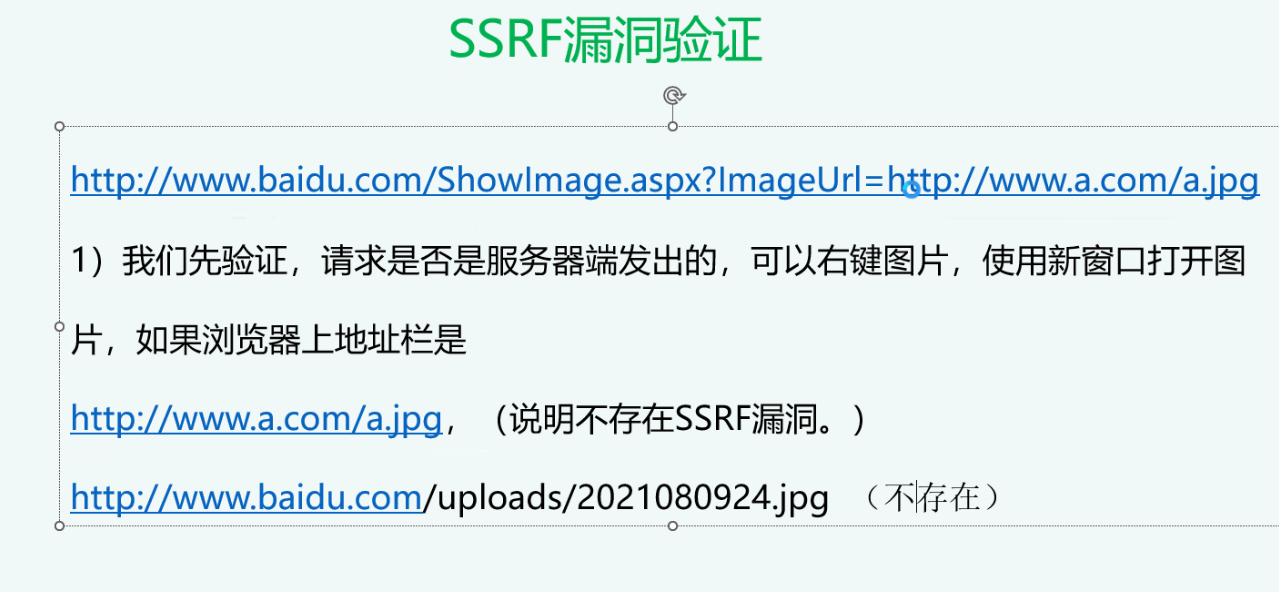 SSRF漏洞验证
http://www.baidu.com/ShowImage.aspx?ImageUrl=http://www.a.com/a.jpg
1）我们先验证，请求是否是服务器端发出的，可以右键图片，使用新窗口打开图
片，如果浏览器上地址栏是
http://www.a.com/a.jpg，（说明不存在SSRF漏洞。）
http://www.baidu.com/uploads/2021080924.jpg （不存在）